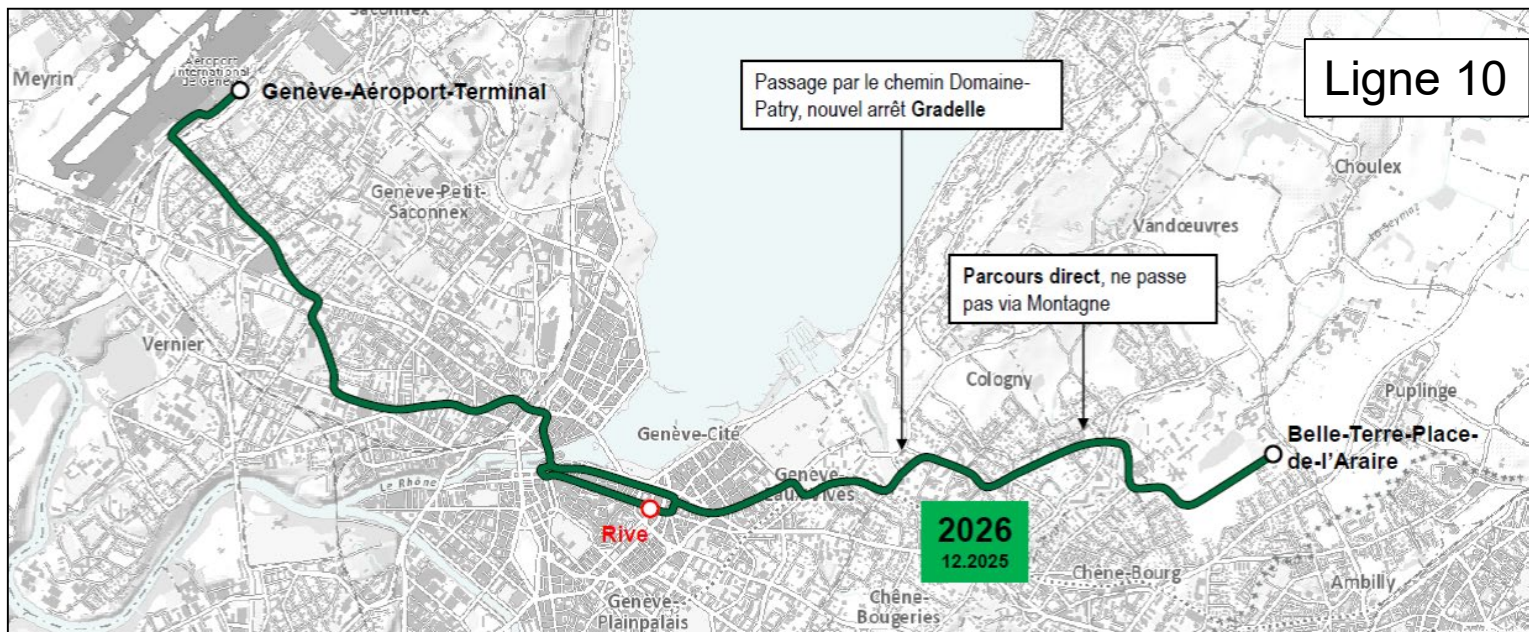 Saconnex
Ligne 10
Meyrin
Aéroport
international
de Genève
Genève-Aéroport-Terminal
Passage par le chemin Domaine-
Patry, nouvel arrêt Gradelle
Choulex
Genève-Petit-
Saconnex
Vandœuvres
La Seymaz
Parcours direct, ne passe
pas via Montagne
Vernier
Cologny
Puplinge
Genève-Cité
Belle-Terre-Place-
de-l'Araire
Le Rhône
Genève-
Eaux-Vives
Rive
2026
12.2025
Chêne-Bourg
Ambilly
Chêne-
Bougeries
Genève-
Plainpalais